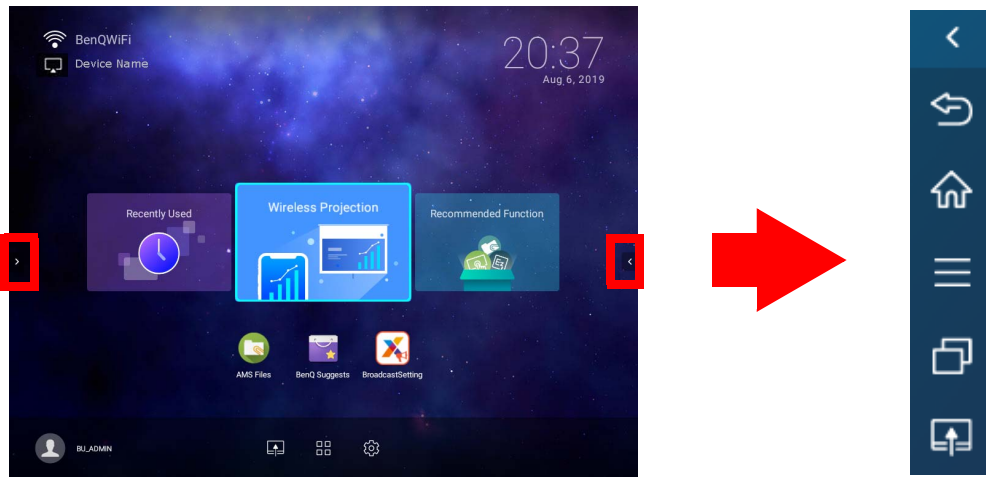 BenQWiFi
Device Name
20:37
Aug 6, 2019
Recently Used
Wireless Projection
Recommended Function
AMS Files
BenQ Suggests
BroadcastSetting
BU_ADMIN